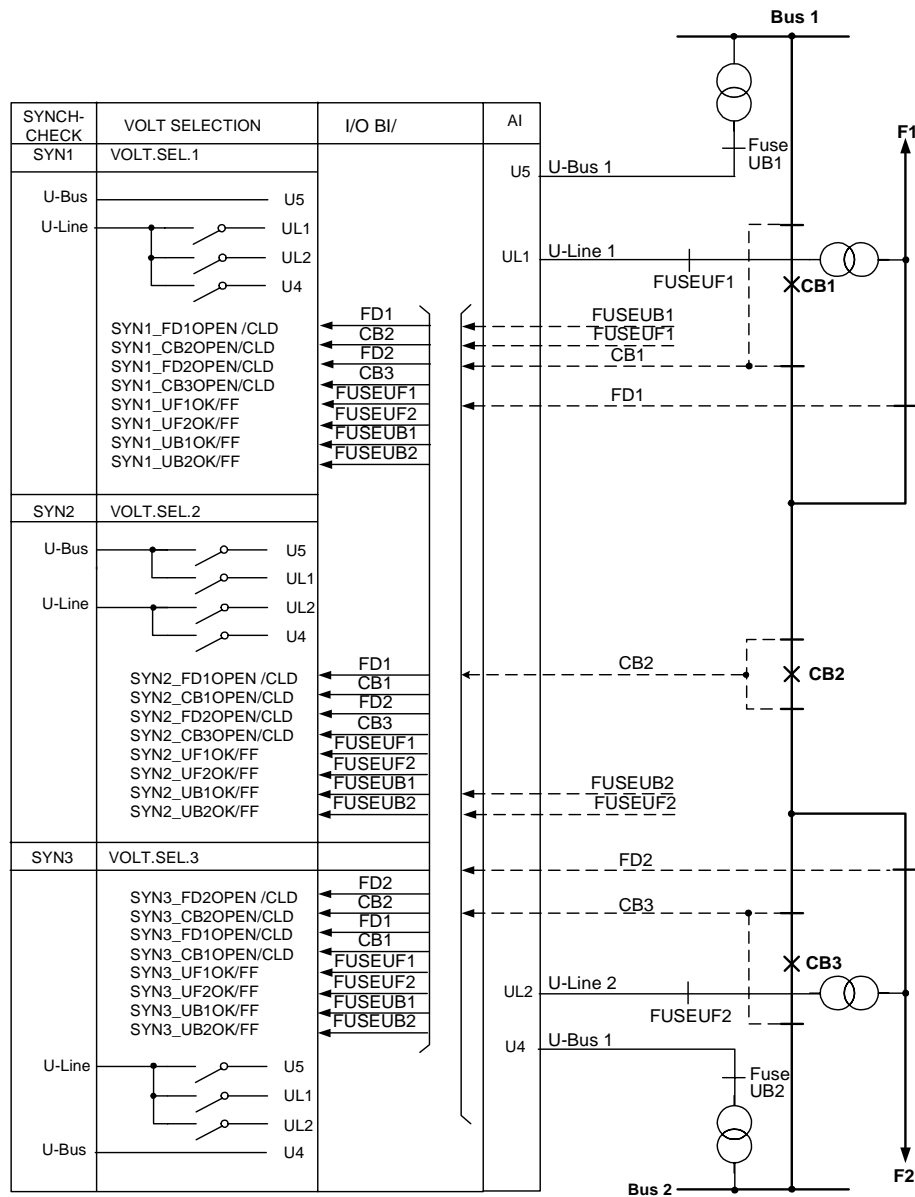 Bus 1
SYNCH-
CHECK
VOLT SELECTION
I/O BI/
AI
SYN1
VOLT.SEL.1
F1
Fuse
UB1
U5
U-Bus 1
U-Bus
U5
U-Line
UL1
UL2
U4
UL1
U-Line 1
FUSEUF1
CB1
SYN1_FD1OPEN /CLD
SYN1_CB2OPEN/CLD
SYN1_FD2OPEN/CLD
SYN1_CB3OPEN/CLD
SYN1_UF1OK/FF
SYN1_UF2OK/FF
SYN1_UB1OK/FF
SYN1_UB2OK/FF
FD1
CB2
FD2
CB3
FUSEUF1
FUSEUF2
FUSEUB1
FUSEUB2
FUSEUB1
FUSEUF1
CB1
FD1
SYN2
VOLT.SEL.2
U-Bus
U5
UL1
U-Line
UL2
U4
SYN2_FD1OPEN /CLD
SYN2_CB1OPEN/CLD
SYN2_FD2OPEN/CLD
SYN2_CB3OPEN/CLD
SYN2_UF1OK/FF
SYN2_UF2OK/FF
SYN2_UB1OK/FF
SYN2_UB2OK/FF
FD1
CB1
FD2
CB3
FUSEUF1
FUSEUF2
FUSEUB1
FUSEUB2
CB2
CB2
FUSEUB2
FUSEUF2
SYN3
VOLT.SEL.3
FD2
CB3
CB3
SYN3_FD2OPEN /CLD
SYN3_CB2OPEN/CLD
SYN3_FD1OPEN/CLD
SYN3_CB1OPEN/CLD
SYN3_UF1OK/FF
SYN3_UF2OK/FF
SYN3_UB1OK/FF
SYN3_UB2OK/FF
FD2
CB2
FD1
CB1
FUSEUF1
FUSEUF2
FUSEUB1
FUSEUB2
UL2
U-Line 2
FUSEUF2
U4
U-Bus 1
Fuse
UB2
U-Line
U5
UL1
UL2
U-Bus
U4
F2
Bus 2